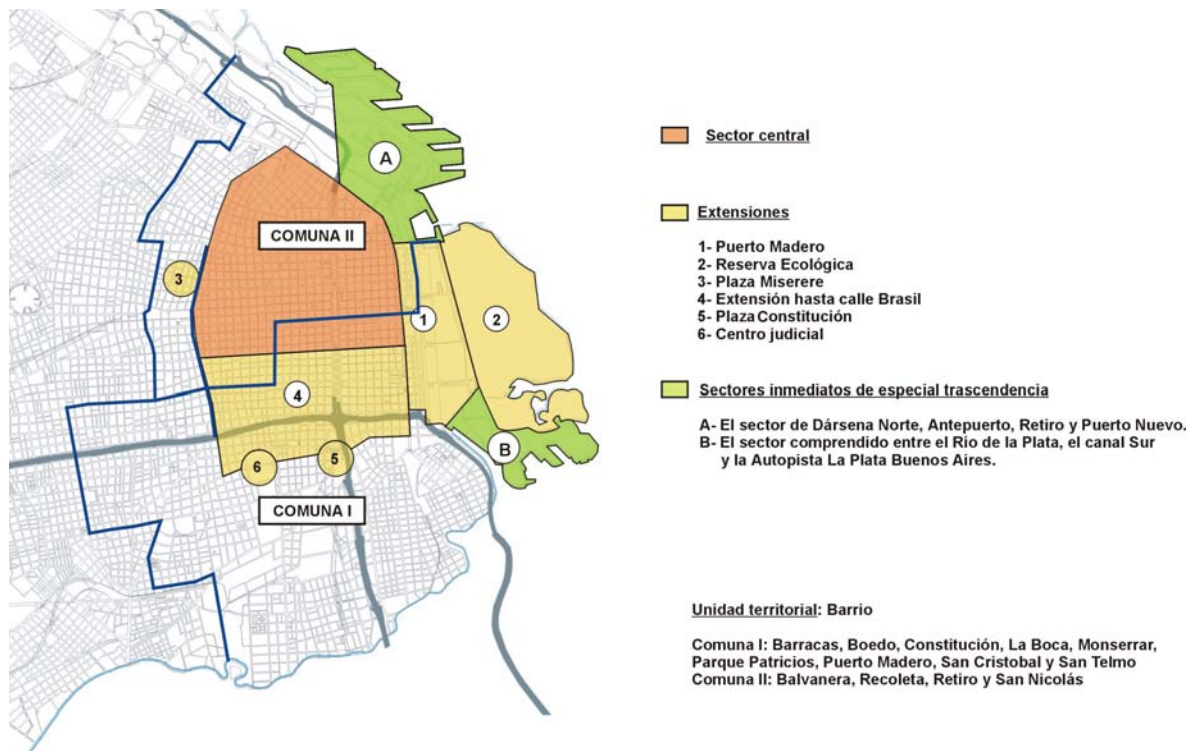 A
COMUNA II
3
1
2
4
B
6
5
COMUNA I
Sector central
Extensiones
1- Puerto Madero
2- Reserva Ecológica
3- Plaza Miserere
4- Extensión hasta calle Brasil
5- Plaza Constitución
6- Centro judicial
Sectores inmediatos de especial trascendencia
A- El sector de Dársena Norte, Antepuerto, Retiro y Puerto Nuevo.
B- El sector comprendido entre el Río de la Plata, el canal Sur
y la Autopista La Plata Buenos Aires.
Unidad territorial: Barrio
Comuna I: Barracas, Boedo, Constitución, La Boca, Monserrar,
Parque Patricios, Puerto Madero, San Cristobal y San Telmo
Comuna II: Balvanera, Recoleta, Retiro y San Nicolás